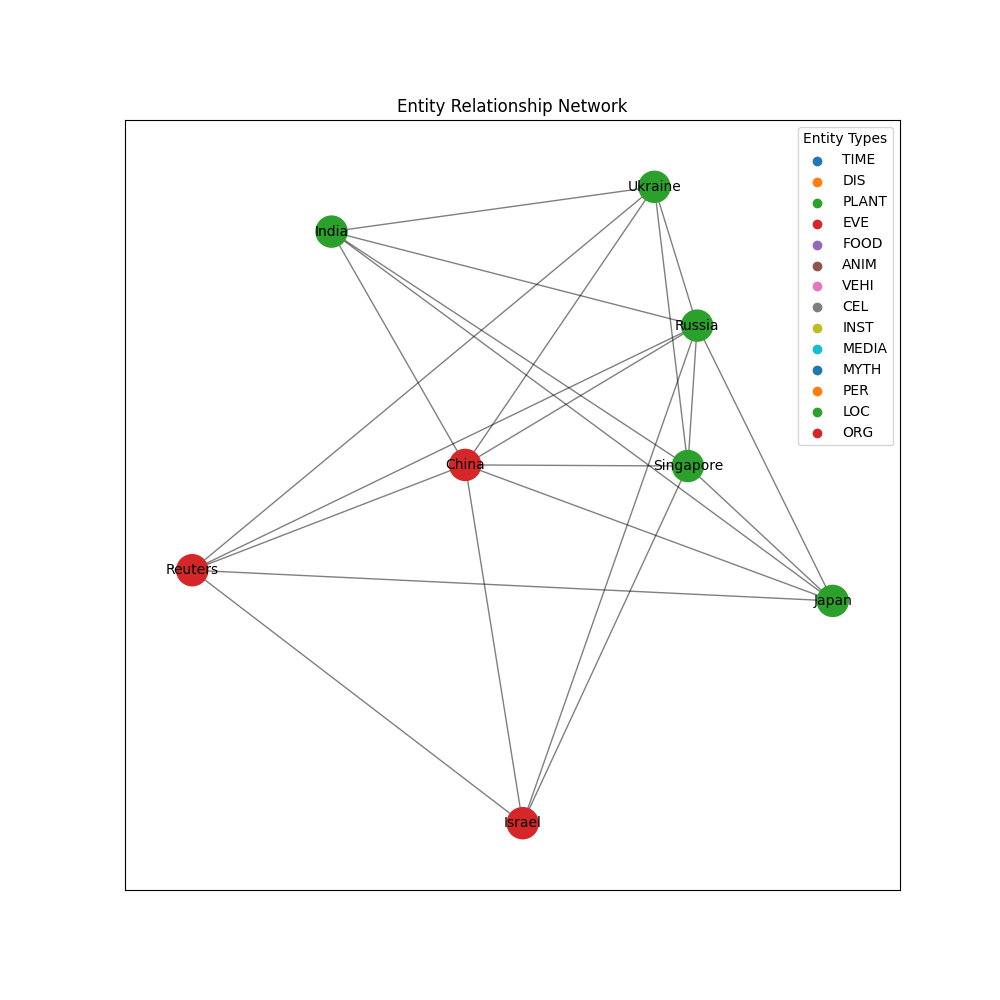 Entity Relationship Network
Entity Types
TIME
DIS
PLANT
EVE
FOOD
ANIM
VEHI
CEL
INST
MEDIA
MYTH
PER
LOC
ORG
Ukraine
India
Russia
China
Singapore
Reuters
Japan
Israel